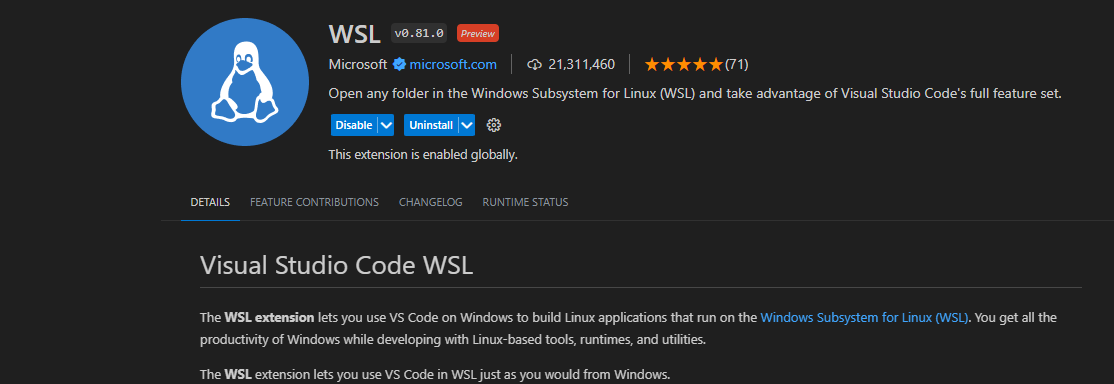 WSL v0.81.0 Preview
Microsoft microsoft.com 21,311,460 (71)
Open any folder in the Windows Subsystem for Linux (WSL) and take advantage of Visual Studio Code's full feature set.
Disable Uninstall
This extension is enabled globally.
DETAILS FEATURE CONTRIBUTIONS CHANGELOG RUNTIME STATUS
Visual Studio Code WSL
The WSL extension lets you use VS Code on Windows to build Linux applications that run on the Windows Subsystem for Linux (WSL). You get all the
productivity of Windows while developing with Linux-based tools, runtimes, and utilities.
The WSL extension lets you use VS Code in WSL just as you would from Windows.